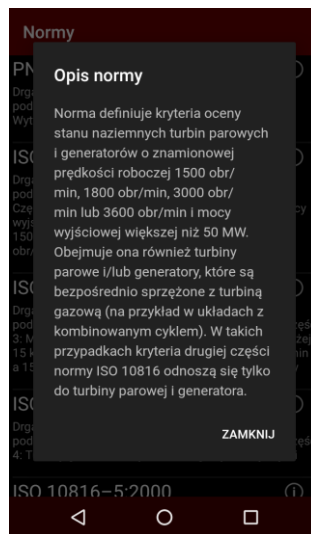 Normy
PN
Opis normy
Norma definiuje kryteria oceny
stanu naziemnych turbin parowych
i generatorów o znamionowej
prędkości roboczej 1500 obr/
min, 1800 obr/min, 3000 obr/
min lub 3600 obr/min i mocy
wyjściowej większej niż 50 MW.
Obejmuje ona również turbiny
parowe i/lub generatory, które są
bezpośrednio sprzężone z turbiną
gazową (na przykład w układach z
kombinowanym cyklem). W takich
przypadkach kryteria drugiej części
normy ISO 10816 odnoszą się tylko
do turbiny parowej i generatora.
ZAMKNIJ
ISO 10816–5:2000